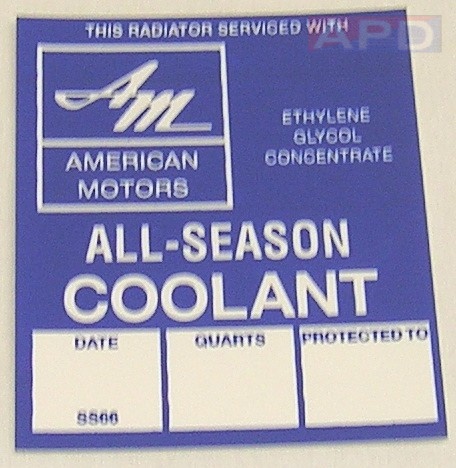 THIS RADIATOR SERVICED WITH
APD
AM
AMERICAN
MOTORS
ETHYLENE
GLYCOL
CONCENTRATE
ALL-SEASON
COOLANT
DATE
QUARTS
PROTECTED TO
SS66